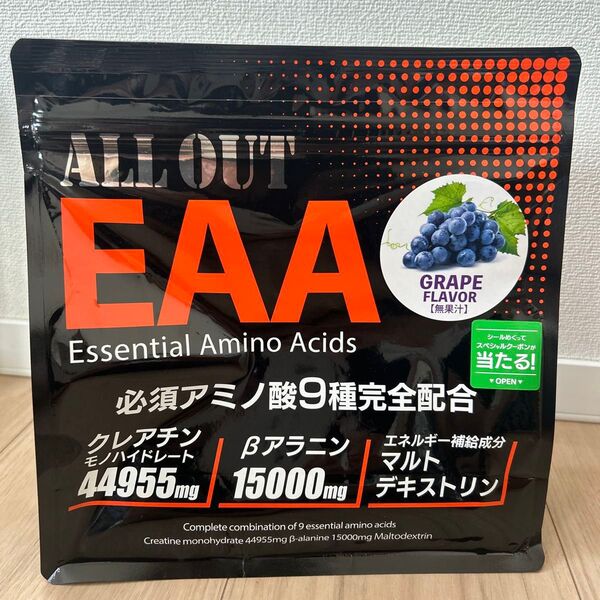 ALL OUT
EAA
Essential Amino Acids
GRAPE
FLAVOR
【無果汁】
シールめくって
スペシャルクーポンが
当たる!
▼OPEN▼
必須アミノ酸9種完全配合
クレアチン
モノハイドレート
44955mg
βアラニン
15000mg
エネルギー補給成分
マルト
デキストリン
Complete combination of 9 essential amino acids
Creatine monohydrate 44955mg β-alanine 15000mg Maltodextrin